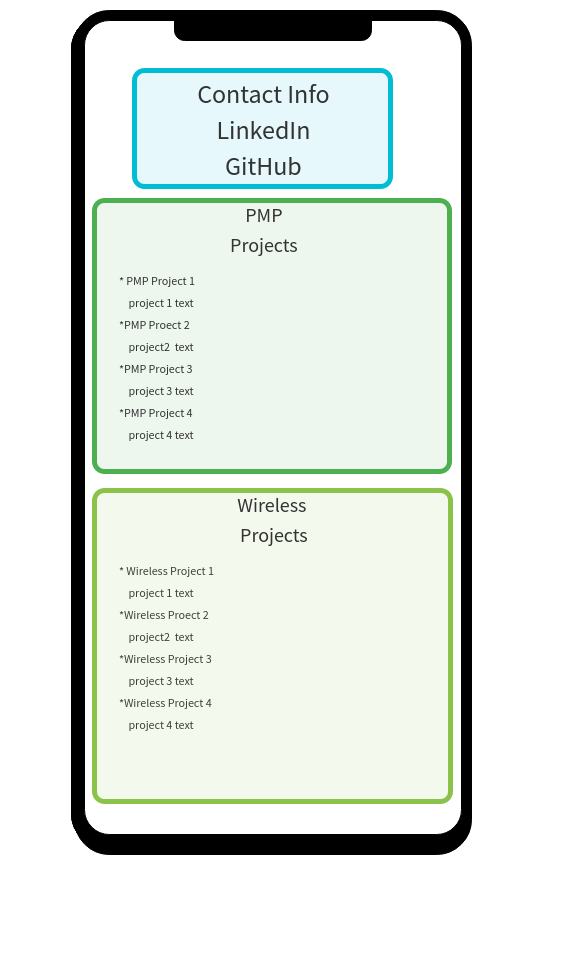 Contact Info
LinkedIn
GitHub
PMP
Projects
* PMP Project 1
project 1 text
*PMP Proect 2
project2  text
*PMP Project 3
project 3 text
*PMP Project 4
project 4 text
Wireless
Projects
* Wireless Project 1
project 1 text
*Wireless Proect 2
project2  text
*Wireless Project 3
project 3 text
*Wireless Project 4
project 4 text